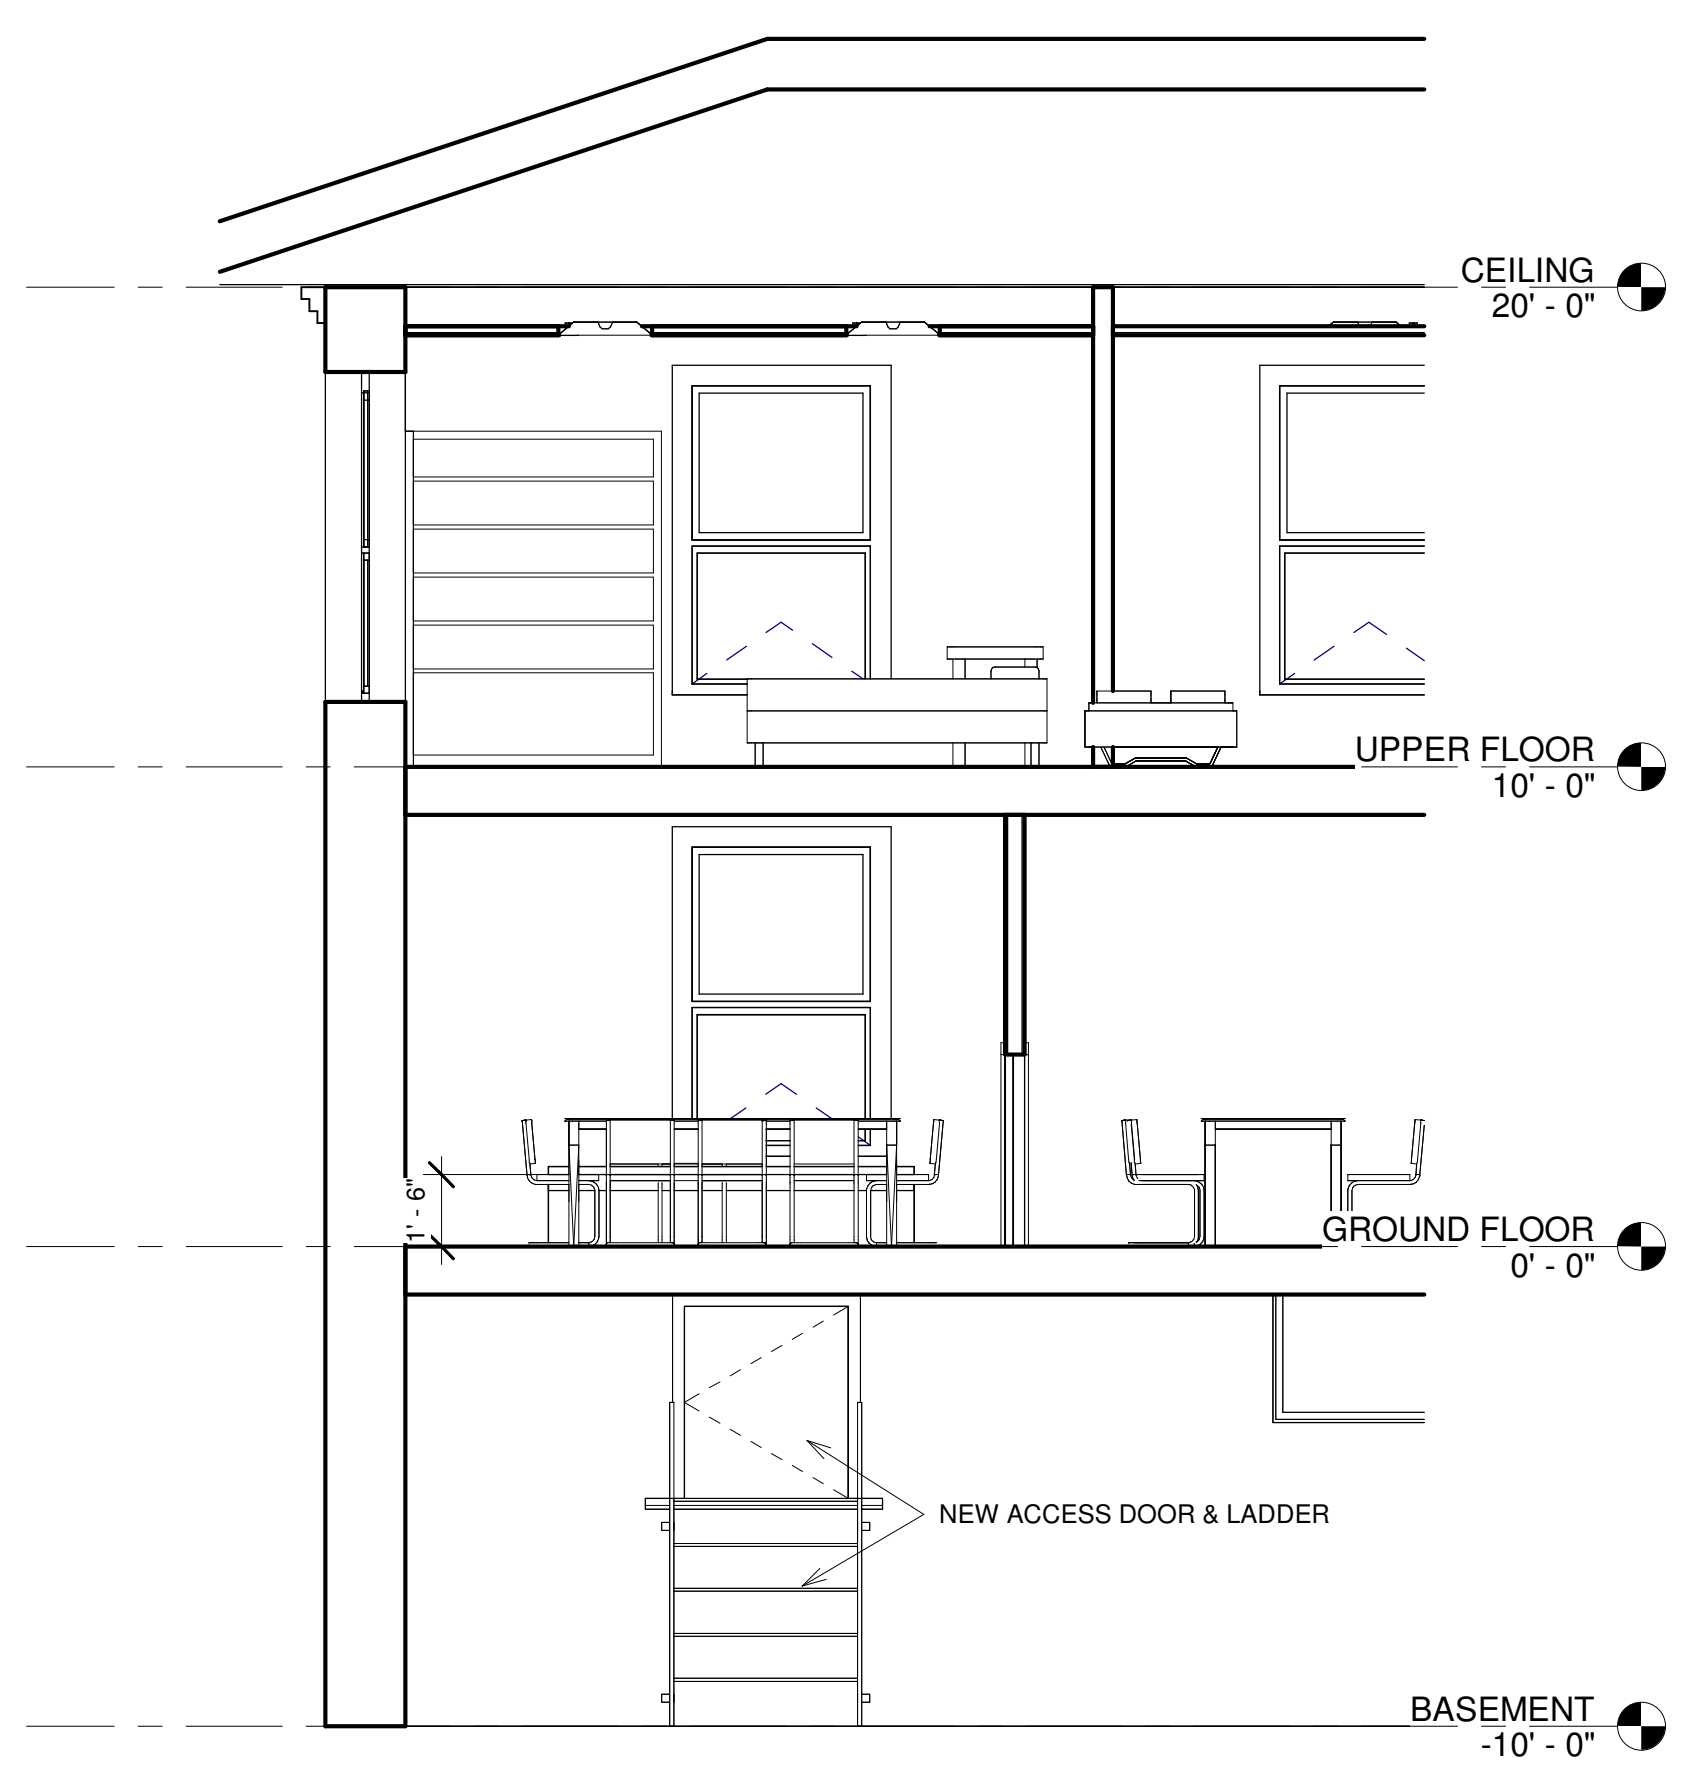 CEILING
20' - 0"
UPPER FLOOR
10' - 0"
1' - 6"
GROUND FLOOR
0' - 0"
NEW ACCESS DOOR & LADDER
BASEMENT
-10' - 0"